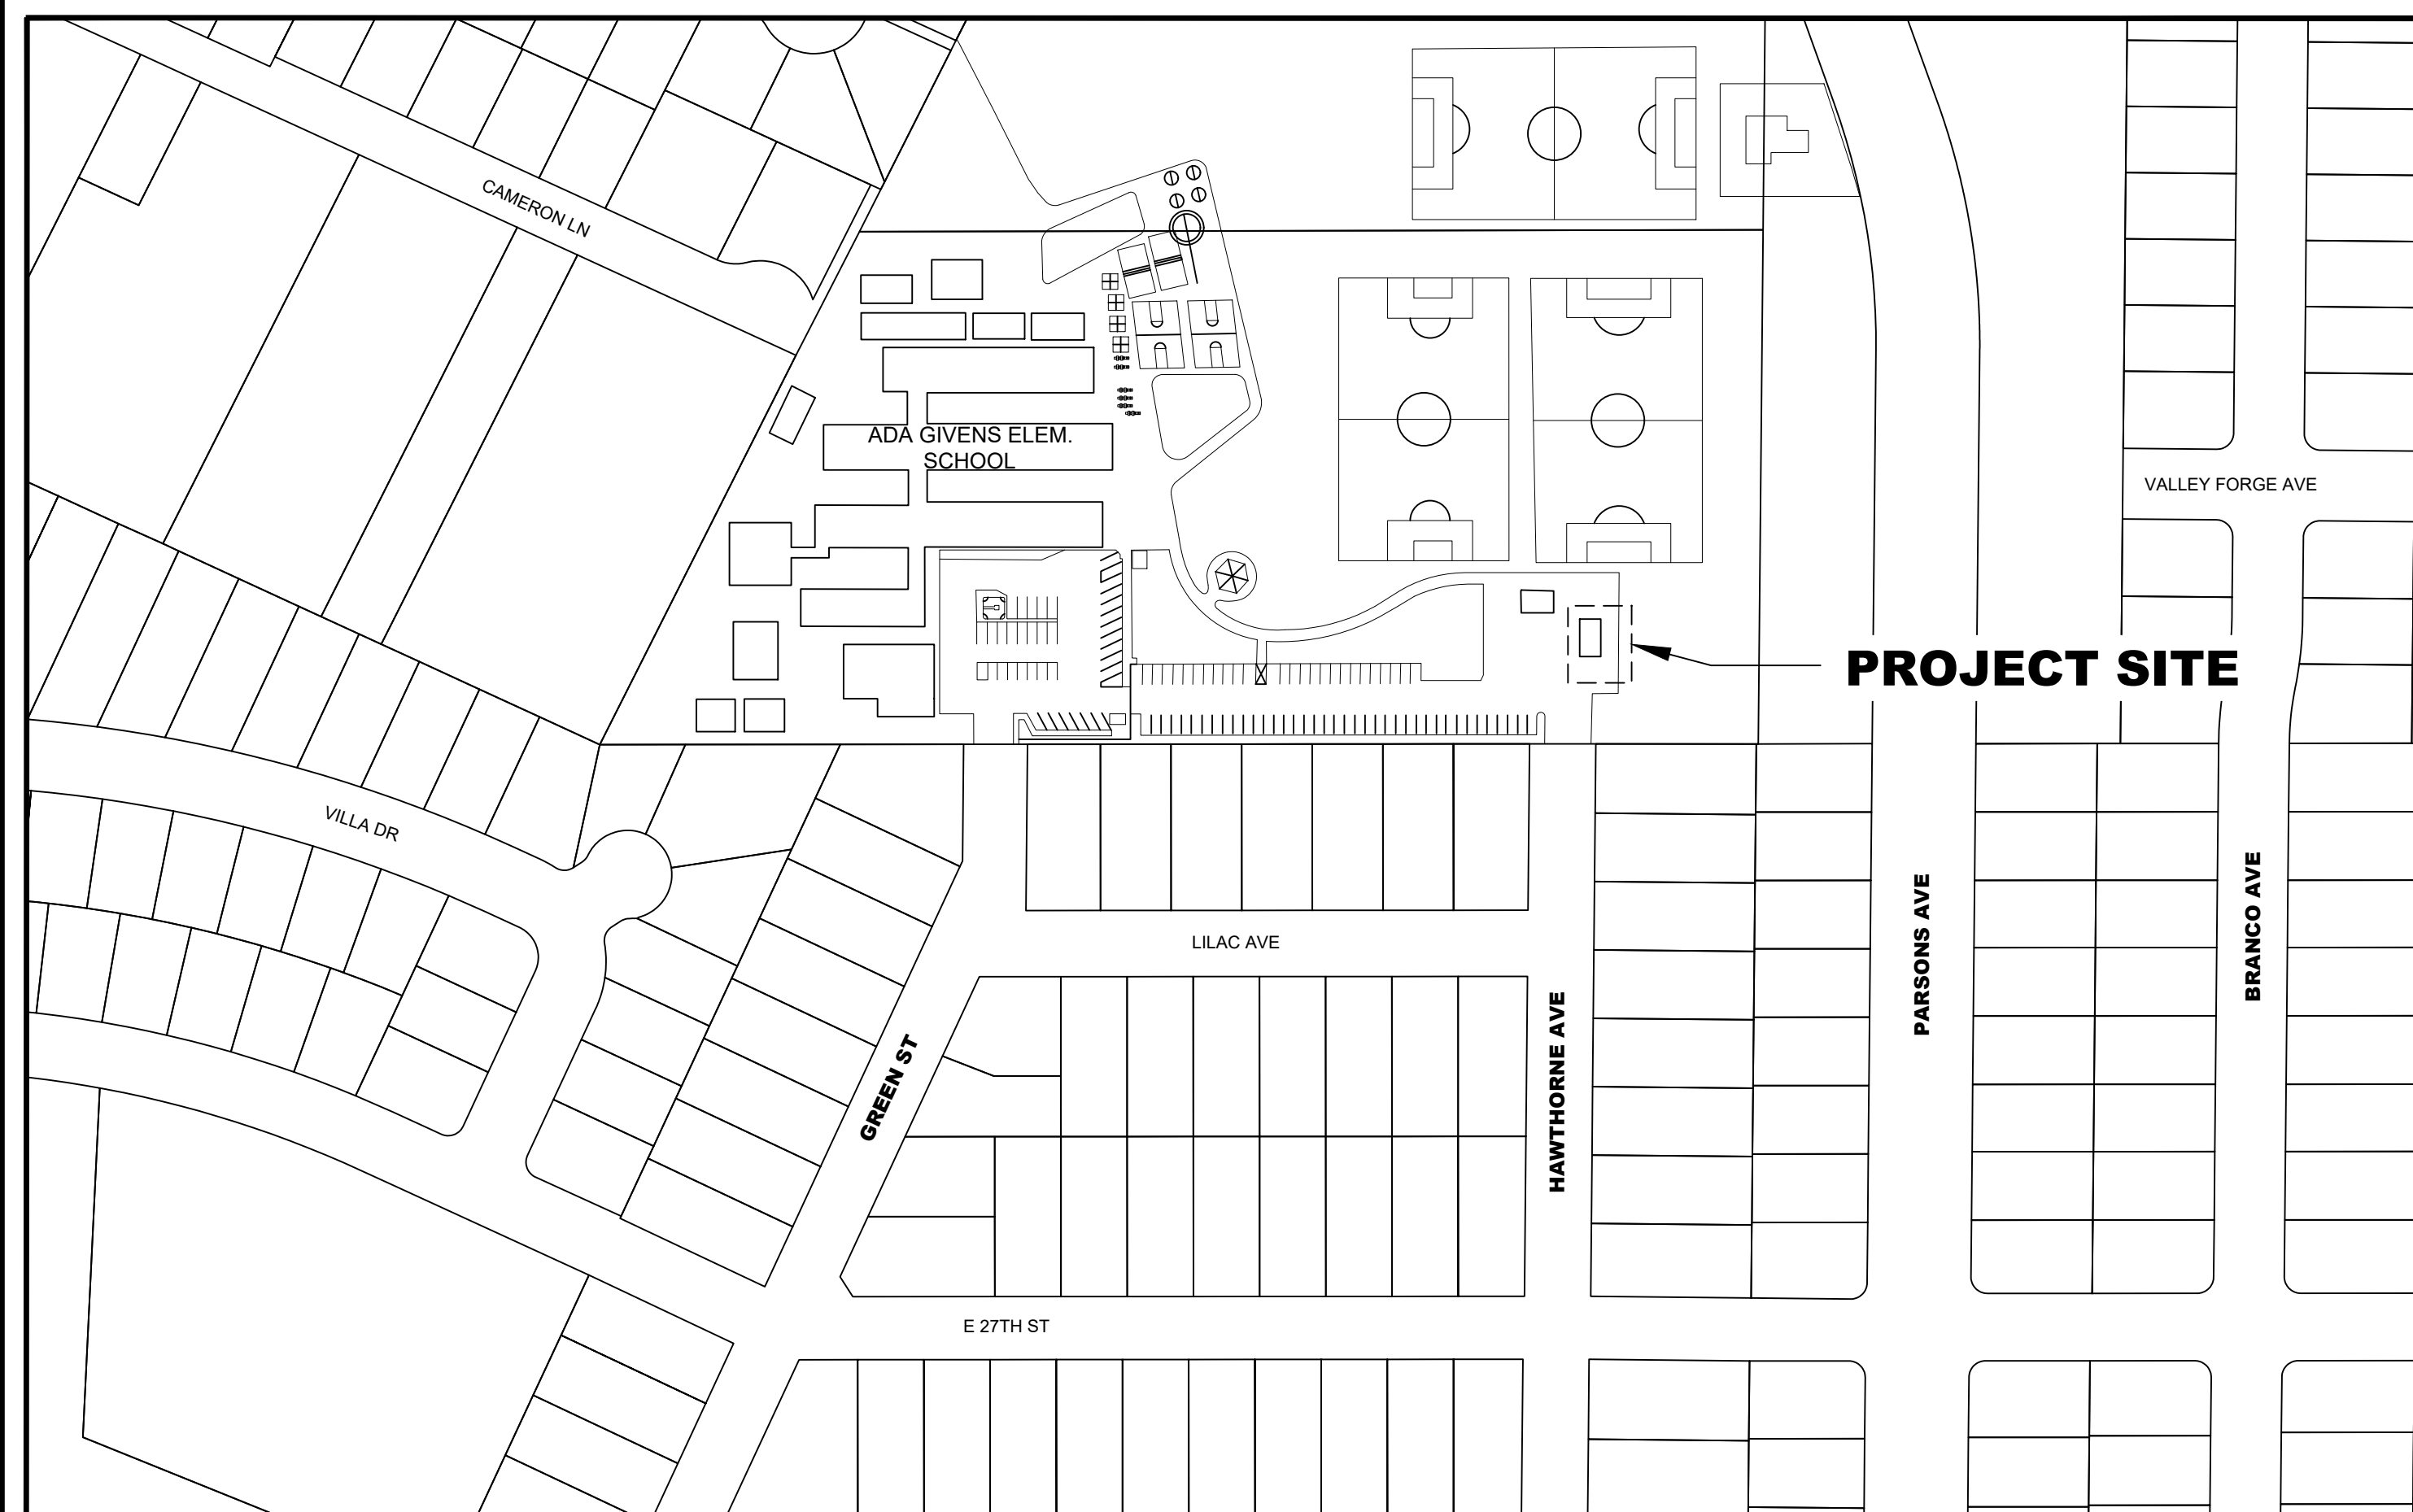 CAMERON LN
ADA GIVENS ELEM.
SCHOOL
VALLEY FORGE AVE
PROJECT SITE
VILLA DR
LILAC AVE
GREEN ST
HAWTHORNE AVE
PARSONS AVE
BRANCO AVE
E 27TH ST